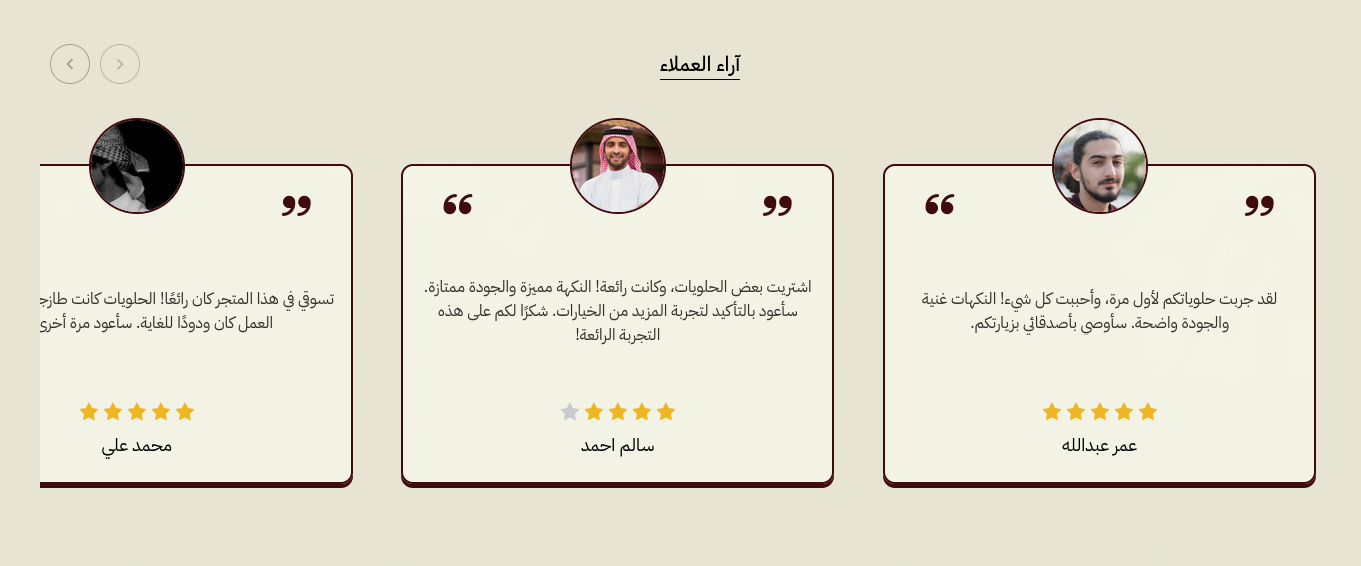 آراء العملاء
لقد جربت حلوياتكم لأول مرة، وأحببت كل شيء! النكهات غنية
والجودة واضحة. سأوصي بأصدقائي بزيارتكم.
عمر عبدالله
اشتريت بعض الحلويات، وكانت رائعة! النكهة مميزة والجودة ممتازة.
سأعود بالتأكيد لتجربة المزيد من الخيارات. شكرًا لكم على هذه
التجربة الرائعة!
سالم احمد
تسوقي في هذا المتجر كان رائعًا! الحلويات كانت
العمل كان ودودًا للغاية. سأعود مرة أخرى
محمد علي